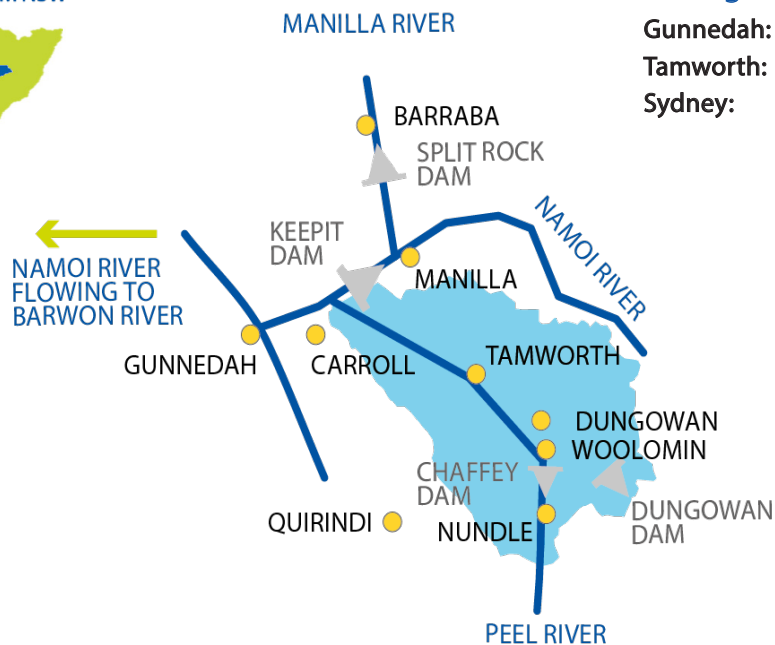 MANILLA RIVER
Gunnedah:
Tamworth:
Sydney:
BARRABA
SPLIT ROCK
DAM
KEEPIT
DAM
NAMOI RIVER
NAMOI RIVER
FLOWING TO
BARWON RIVER
MANILLA
GUNNEDAH
CARROLL
TAMWORTH
DUNGOWAN
WOOLOMIN
CHAFFEY
DAM
DUNGOWAN
DAM
QUIRINDI
NUNDLE
PEEL RIVER